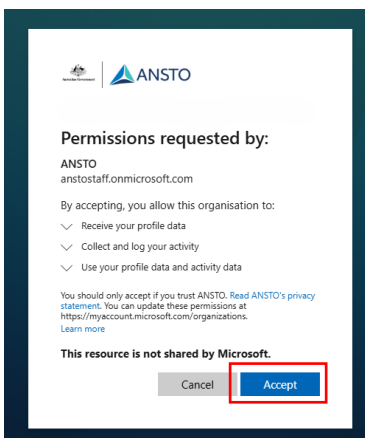 Australian Government
ANSTO
Permissions requested by:
ANSTO
anstostaff.onmicrosoft.com
By accepting, you allow this organisation to:
Receive your profile data
Collect and log your activity
Use your profile data and activity data
You should only accept if you trust ANSTO. Read ANSTO's privacy
statement. You can update these permissions at
https://myaccount.microsoft.com/organizations.
Learn more
This resource is not shared by Microsoft.
Cancel
Accept